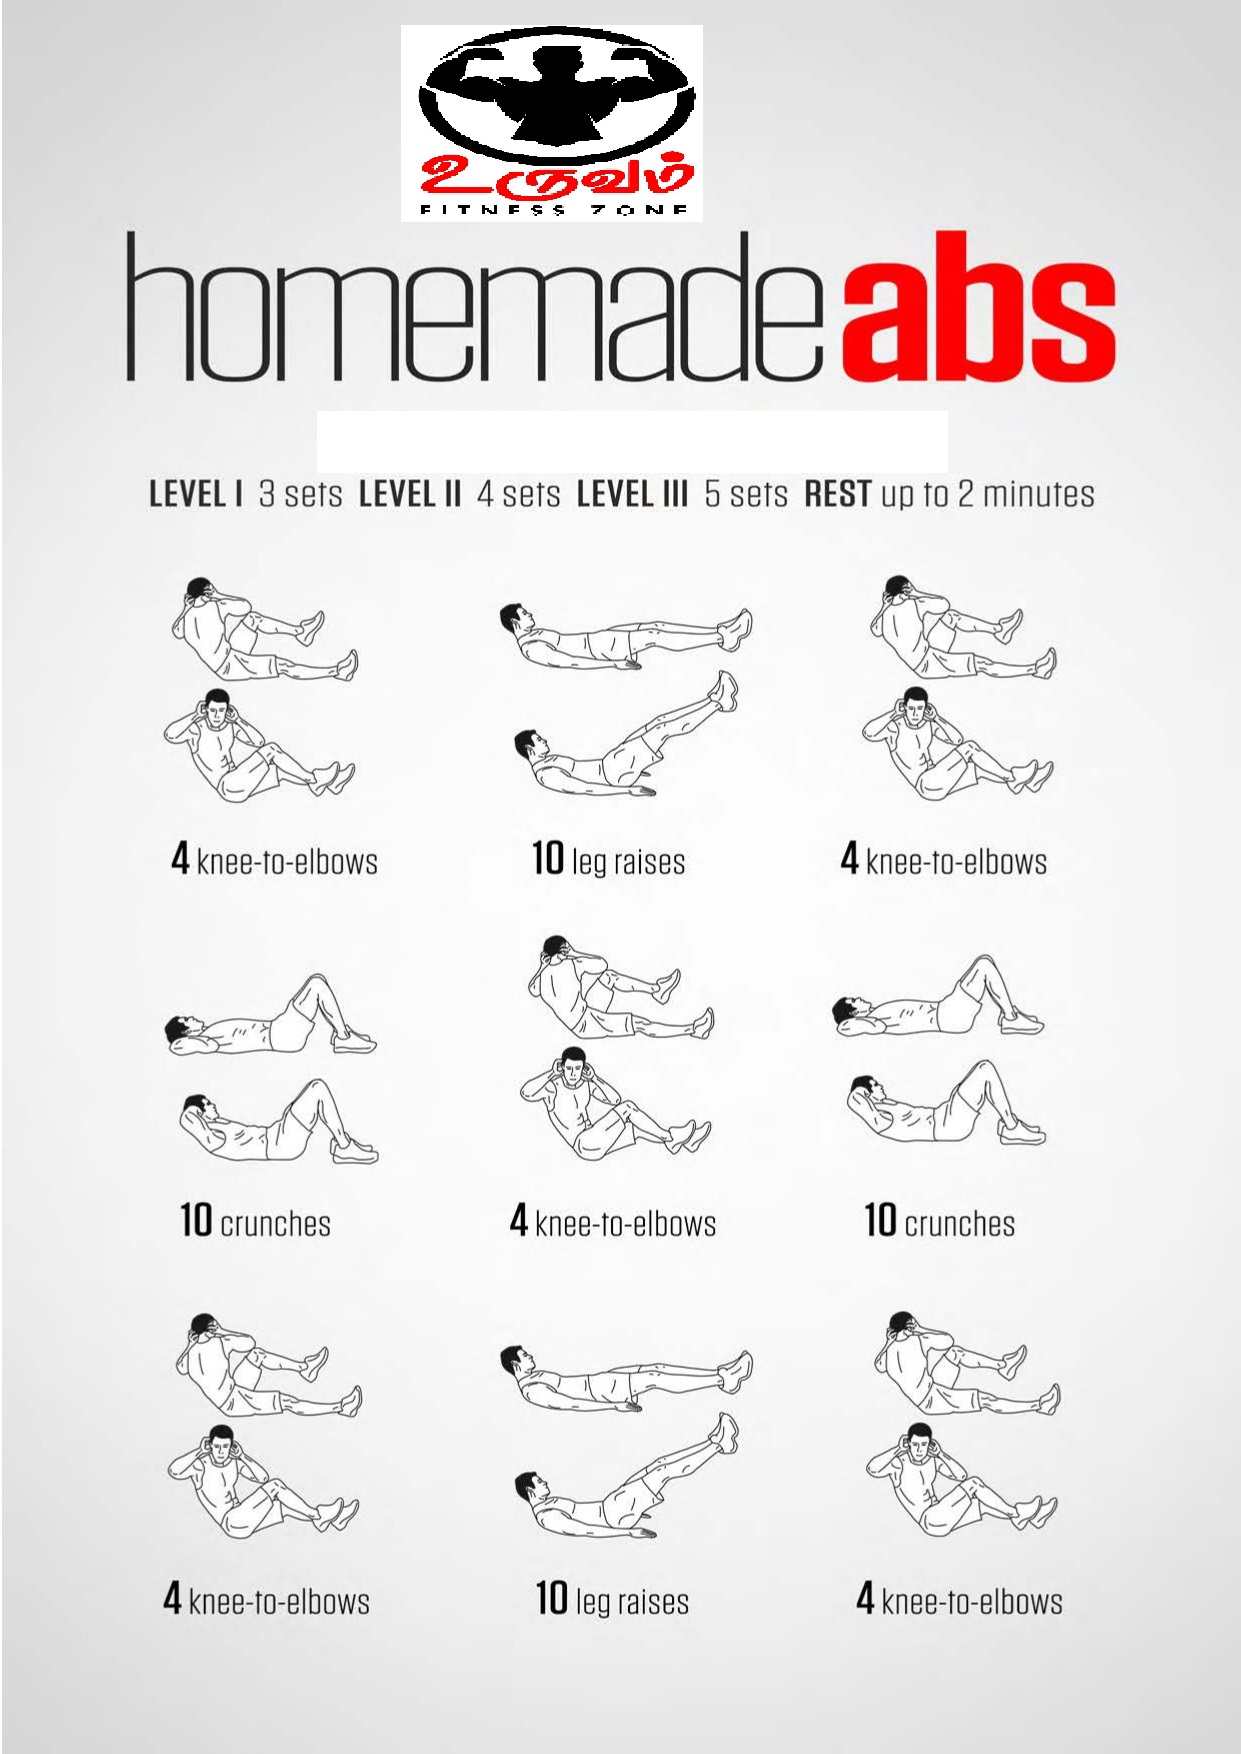 உருவம்
FITNESS ZONE
homemade abs
LEVEL I 3 sets LEVEL II 4 sets LEVEL III 5 sets REST up to 2 minutes
4 knee-to-elbows 10 leg raises 4 knee-to-elbows
10 crunches 4 knee-to-elbows 10 crunches
4 knee-to-elbows 10 leg raises 4 knee-to-elbows